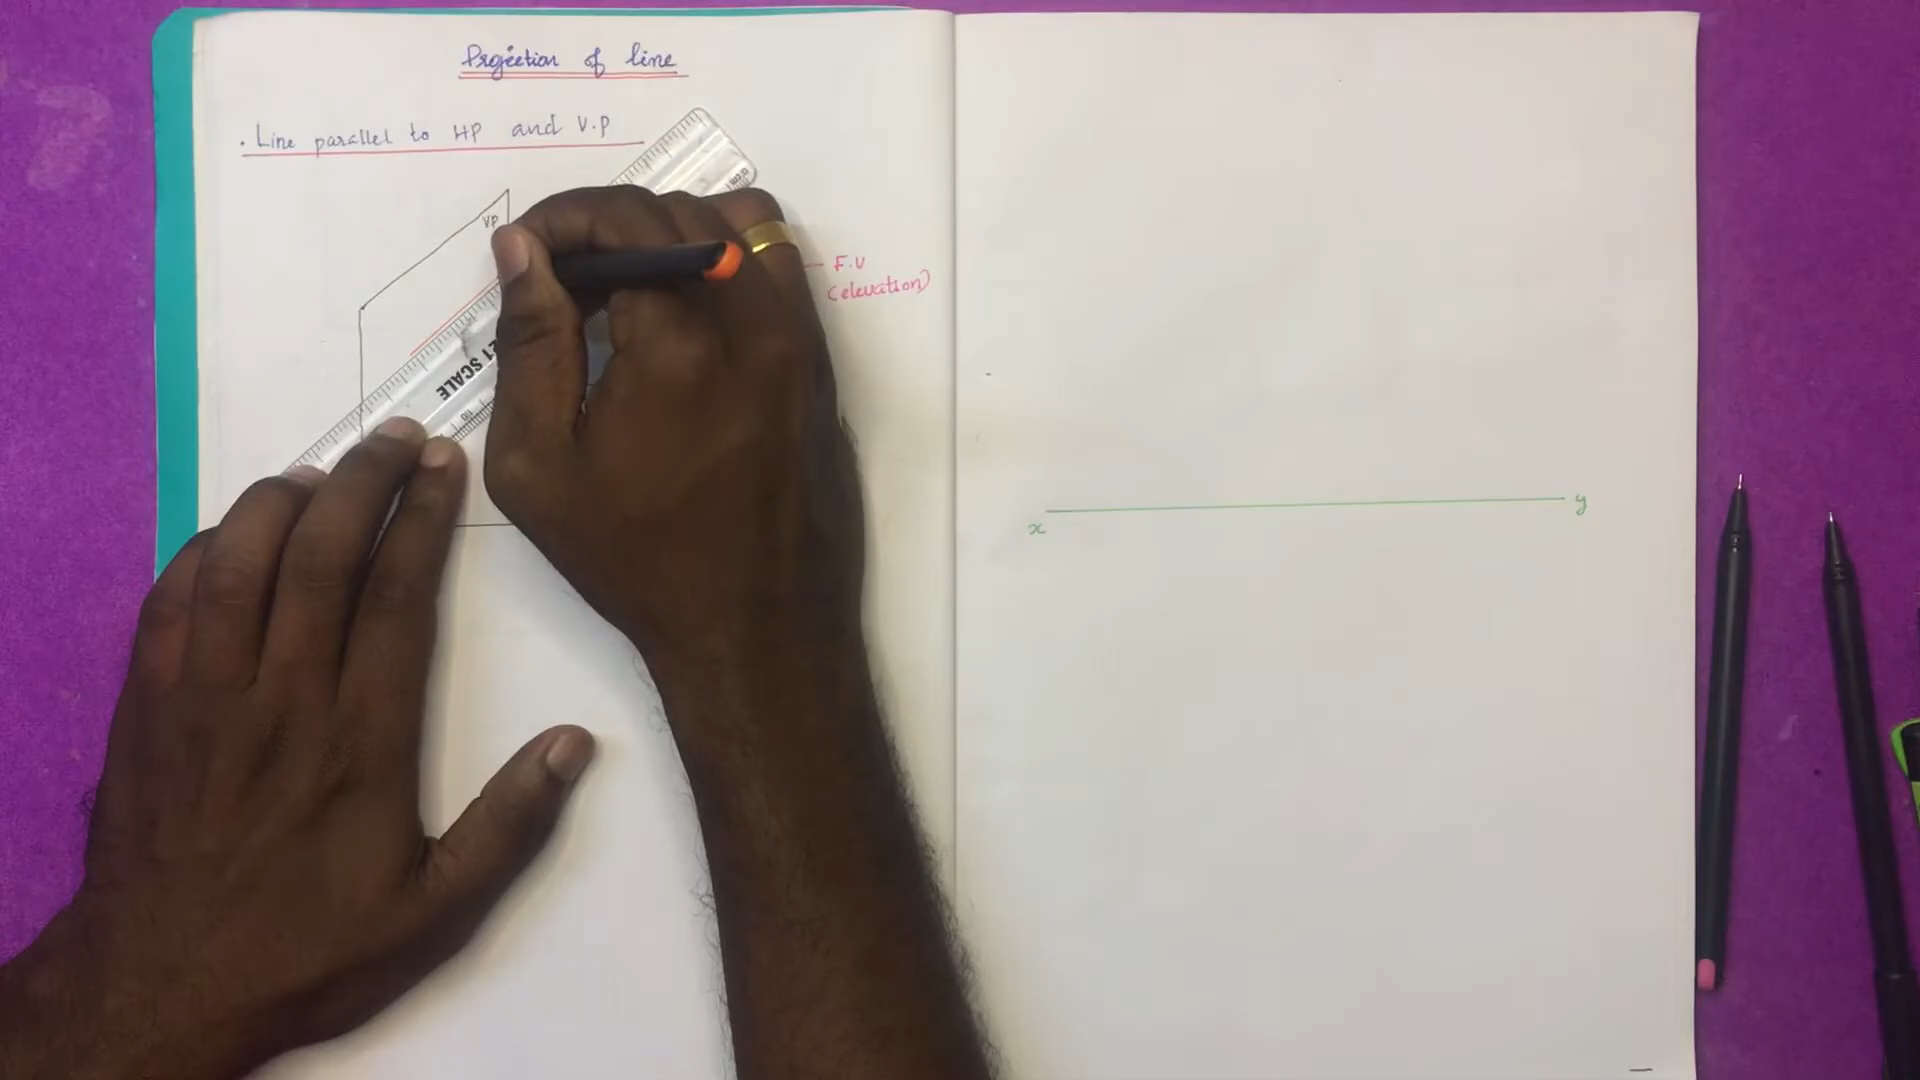 Projection of line
· Line parallel to HP and V.P
VP
F.V
(elevation)
SCALE
x
y